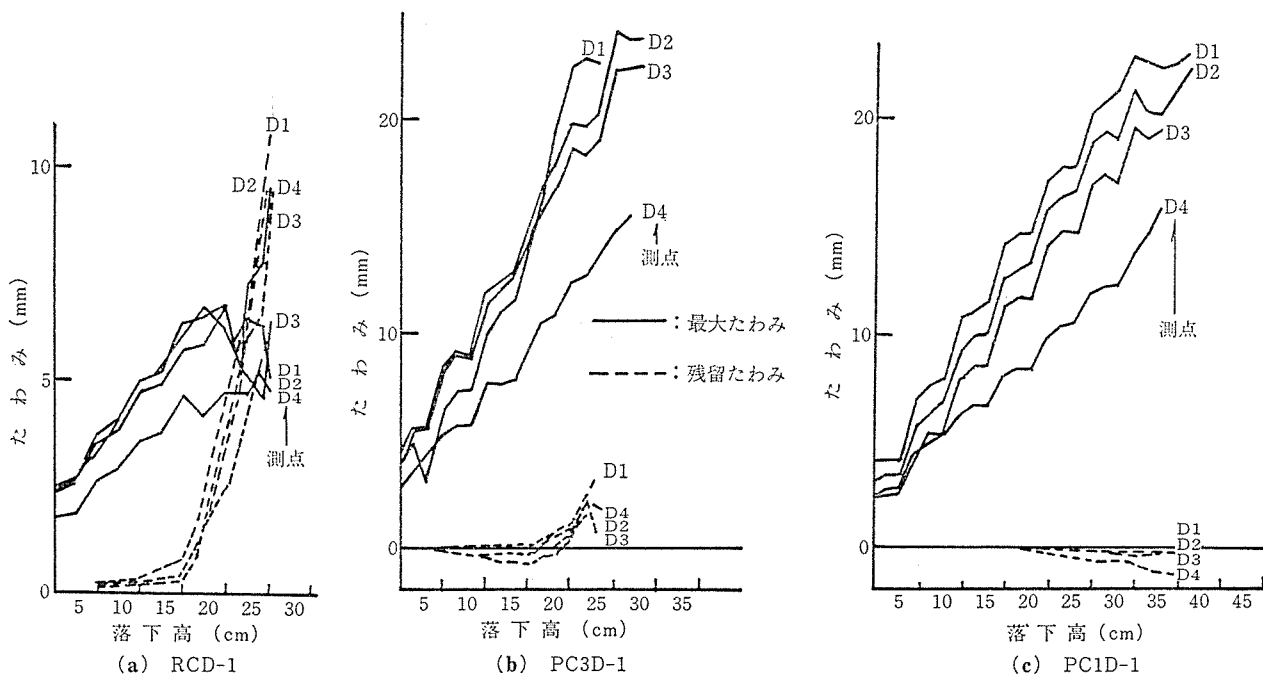 10
5
0
たわみ (mm)
D1
D2
D4
D3
D3
D1
D2
D4
測点
5 10 15 20 25 30
落下高 (cm)
(a) RCD-1
20
10
0
たわみ (mm)
D1
D2
D3
D4
測点
——：最大たわみ
-----：残留たわみ
D1
D4
D2
D3
5 10 15 20 25 30 35
落下高 (cm)
(b) PC3D-1
20
10
0
たわみ (mm)
D1
D2
D3
D4
測点
D1
D2
D3
D4
5 10 15 20 25 30 35 40 45
落下高 (cm)
(c) PC1D-1